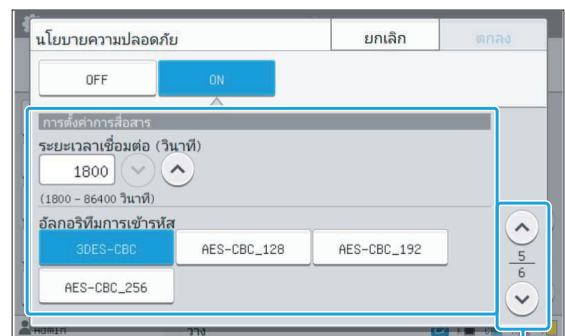 นโยบายความปลอดภัย ยกเลิก ตกลง
OFF ON
การตั้งค่าการสื่อสาร
ระยะเวลาเชื่อมต่อ (วินาที)
1800
(1800 - 86400 วินาที)
อัลกอริทึมการเข้ารหัส
3DES-CBC AES-CBC_128 AES-CBC_192
5
6
AES-CBC_256
Admin ว่าง